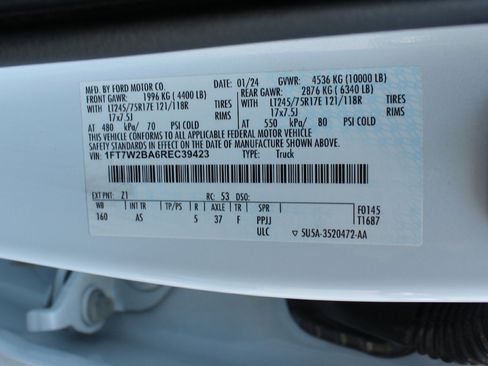 MFD. BY FORD MOTOR CO. 01/24 GVWR: 4536 KG (10000 LB)
FRONT GAWR: 1996 KG ( 4400 LB) REAR GAWR: 2876 KG ( 6340 LB)
WITH LT245/75R17E 121/118R TIRES WITH LT245/75R17E 121/118R TIRES
17x7.5J RIMS 17x7.5J RIMS
AT 480 kPa/ 70 PSI COLD AT 550 kPa/ 80 PSI COLD
THIS VEHICLE CONFORMS TO ALL APPLICABLE FEDERAL MOTOR VEHICLE
SAFETY STANDARDS IN EFFECT ON THE DATE OF MANUFACTURE SHOWN ABOVE.
VIN: 1FT7W2BA6REC39423 TYPE: Truck
EXT PNT: Z1 RC: 53 DSO:
WB INT TR TP/PS R AXLE TR SPR F0145
160 AS 5 37 F PPJJ T1687
ULC ▽ 5U5A-3520472-AA